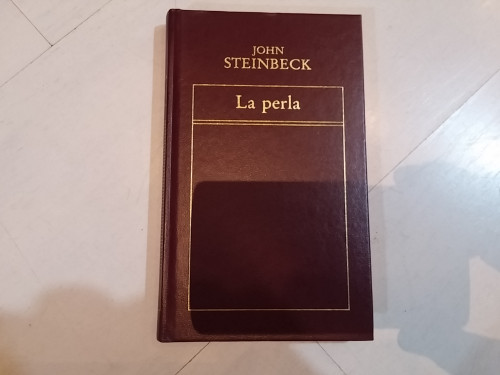 JOHN
STEINBECK
La perla